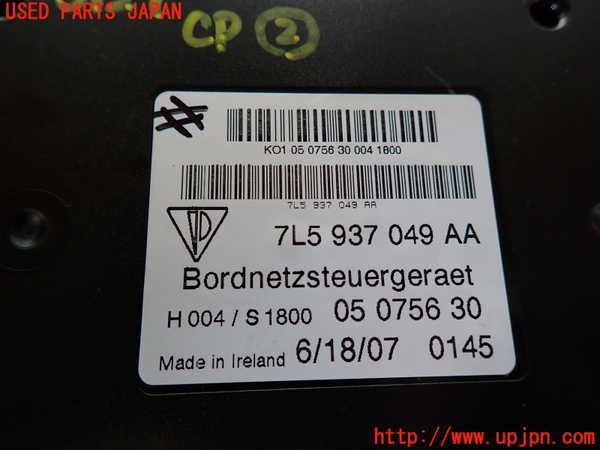 USED PARTS JAPAN
CP ②
#
KO1 05 0756 30 004 1800
7L5 937 049 AA
7L5 937 049 AA
Bordnetzsteuergeraet
H 004 / S 1800 05 0756 30
Made in Ireland 6/18/07 0145
http://www.upjpn.com/